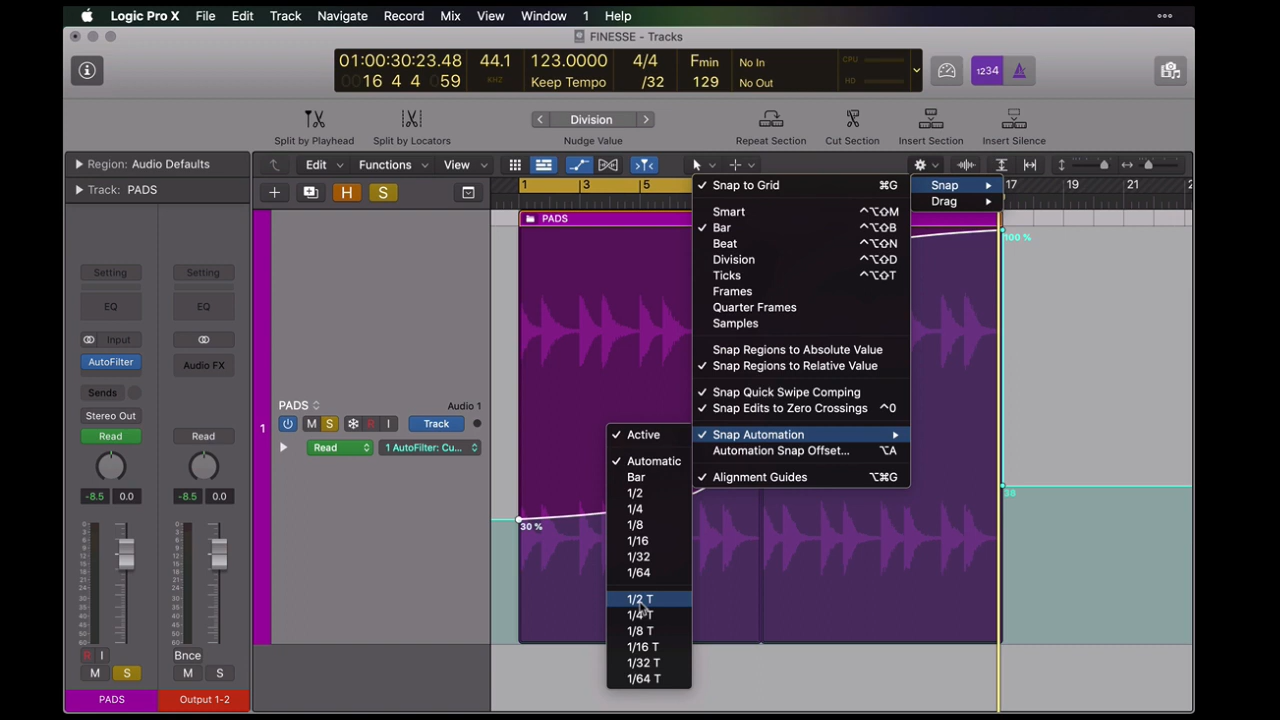 Logic Pro X File Edit Track Navigate Record Mix View Window 1 Help
FINESSE - Tracks
01:00:30:23.48 44.1 123.0000 4/4 Fmin No In CPU
0016 4 4 059 KHZ Keep Tempo /32 129 No Out HD
1234
Division
Split by Playhead Split by Locators Nudge Value Repeat Section Cut Section Insert Section Insert Silence
Region: Audio Defaults Edit Functions View
Track: PADS
H S
1 3 5 17 19 21 2
Snap
Drag
Snap to Grid ⌘G
Smart ^⌥⇧M
Bar ^⌥⇧B
Beat ^⌥⇧N
Division ^⌥⇧D
Ticks ^⌥⇧T
Frames
Quarter Frames
Samples
Snap Regions to Absolute Value
Snap Regions to Relative Value
Snap Quick Swipe Comping
Snap Edits to Zero Crossings ^0
Snap Automation
Automation Snap Offset... ⌥A
Alignment Guides ⌥⌘G
Active
Automatic
Bar
1/2
1/4
1/8
1/16
1/32
1/64
1/2 T
1/4 T
1/8 T
1/16 T
1/32 T
1/64 T
PADS
100 %
30 %
38
1
PADS Audio 1
M S R I Track
Read 1 AutoFilter: Cu...
Setting Setting
EQ EQ
Input
AutoFilter Audio FX
Sends
Stereo Out
Read Read
-8.5 0.0 -8.5 0.0
R I Bnce
M S M S
PADS Output 1-2